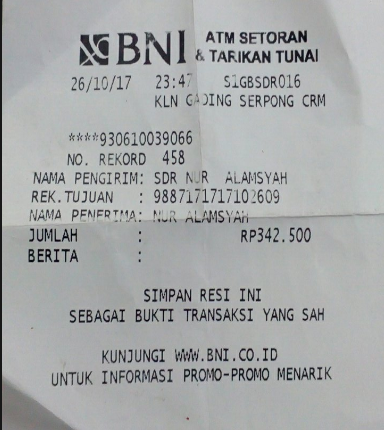 BNI ATM SETORAN
& TARIKAN TUNAI
26/10/17 23:47 S1GBSDR016
KLN GADING SERPONG CRM
****930610039066
NO. REKORD 458
NAMA PENGIRIM: SDR NUR ALAMSYAH
REK.TUJUAN : 9887171717102609
NAMA PENERIMA: NUR ALAMSYAH
JUMLAH : RP342.500
BERITA :
SIMPAN RESI INI
SEBAGAI BUKTI TRANSAKSI YANG SAH
KUNJUNGI WWW.BNI.CO.ID
UNTUK INFORMASI PROMO-PROMO MENARIK